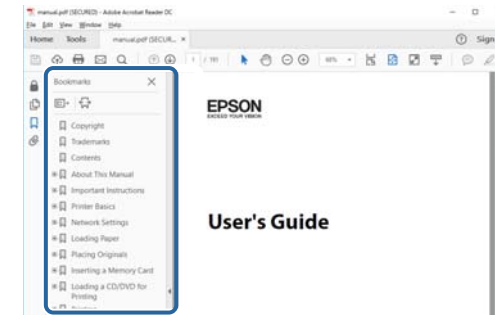 manual.pdf (SECURED) - Adobe Acrobat Reader DC
File Edit View Window Help
Home Tools manual.pdf (SECUR... ×
Sign
1 / 191
Bookmarks
EPSON
EXCEED YOUR VISION
Copyright
Trademarks
Contents
About This Manual
Important Instructions
Printer Basics
Network Settings
User's Guide
Loading Paper
Placing Originals
Inserting a Memory Card
Loading a CD/DVD for
Printing